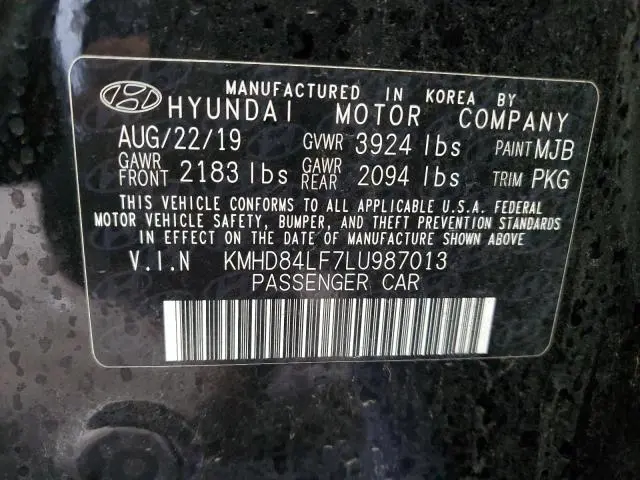 MANUFACTURED IN KOREA BY
HYUNDAI MOTOR COMPANY
AUG/22/19 GVWR 3924 lbs PAINT MJB
GAWR FRONT 2183 lbs GAWR REAR 2094 lbs TRIM PKG
THIS VEHICLE CONFORMS TO ALL APPLICABLE U.S.A. FEDERAL
MOTOR VEHICLE SAFETY, BUMPER, AND THEFT PREVENTION
STANDARDS IN EFFECT ON THE DATE OF MANUFACTURE SHOWN ABOVE
V.I.N KMHD84LF7LU987013
PASSENGER CAR